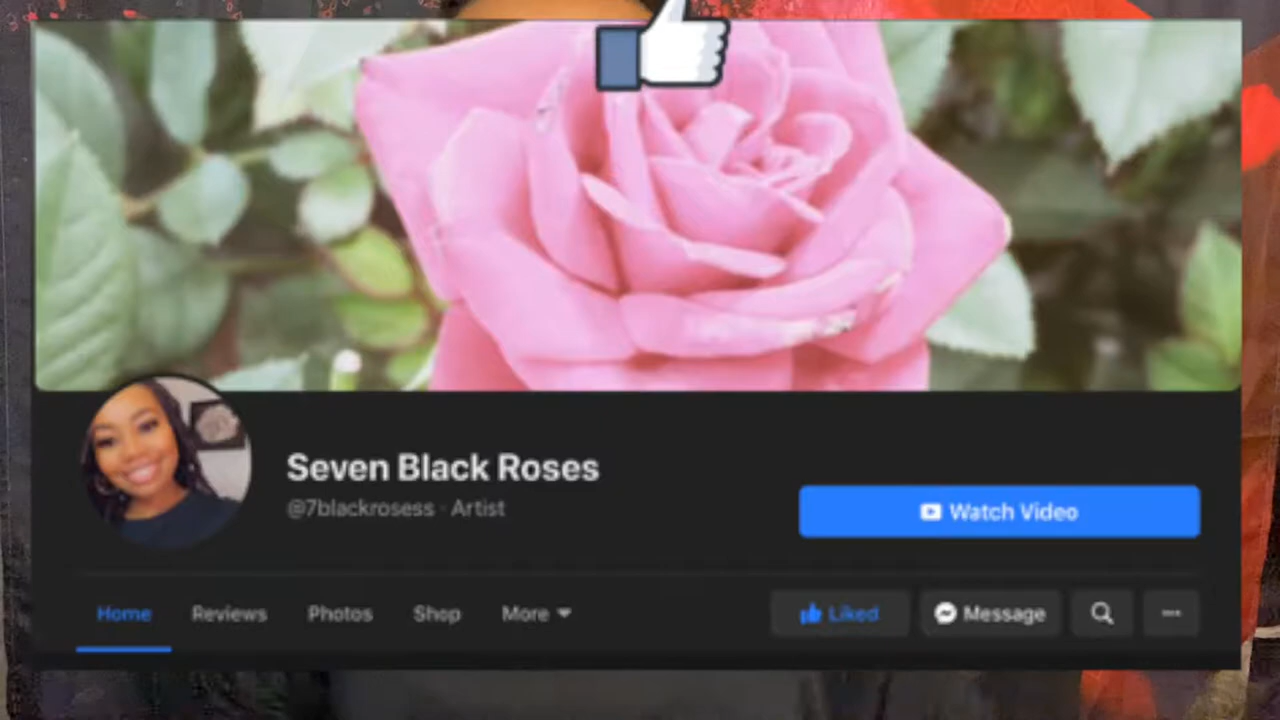 Seven Black Roses
@7blackrosess · Artist
Watch Video
Home Reviews Photos Shop More Liked Message